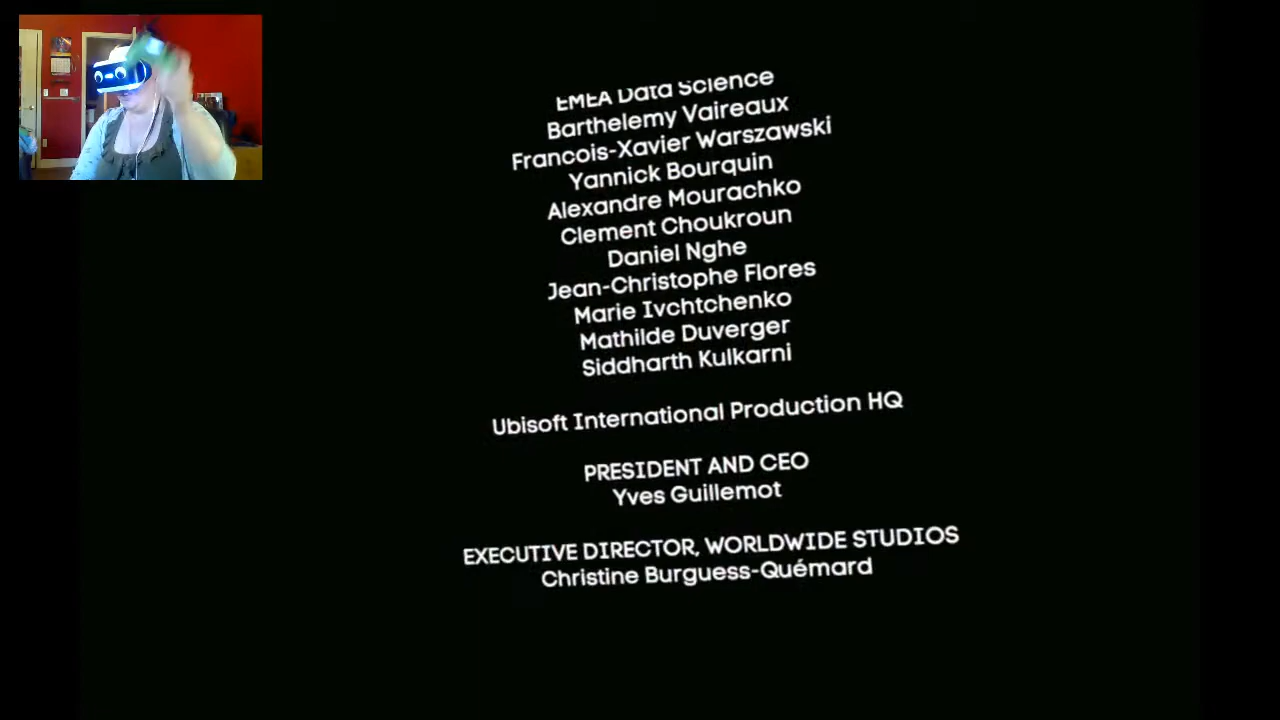 EMEA Data Science
Barthelemy Vaireaux
Francois-Xavier Warszawski
Yannick Bourquin
Alexandre Mourachko
Clement Choukroun
Daniel Nghe
Jean-Christophe Flores
Marie Ivchtchenko
Mathilde Duverger
Siddharth Kulkarni
Ubisoft International Production HQ
PRESIDENT AND CEO
Yves Guillemot
EXECUTIVE DIRECTOR, WORLDWIDE STUDIOS
Christine Burguess-Quémard